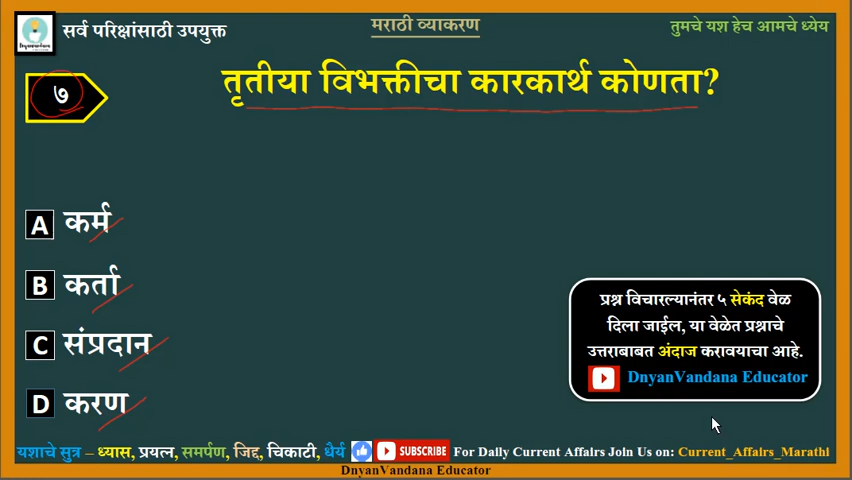 सर्व परिक्षांसाठी उपयुक्त
मराठी व्याकरण
तुमचे यश हेच आमचे ध्येय
७
तृतीया विभक्तीचा कारकार्थ कोणता?
A कर्म
B कर्ता
C संप्रदान
D करण
प्रश्न विचारल्यानंतर ५ सेकंद वेळ
दिला जाईल, या वेळेत प्रश्नाचे
उत्तराबाबत अंदाज करावयाचा आहे.
DnyanVandana Educator
यशाचे सुत्र – ध्यास, प्रयत्न, समर्पण, जिद्द, चिकाटी, धैर्य SUBSCRIBE For Daily Current Affairs Join Us on: Current_Affairs_Marathi
DnyanVandana Educator